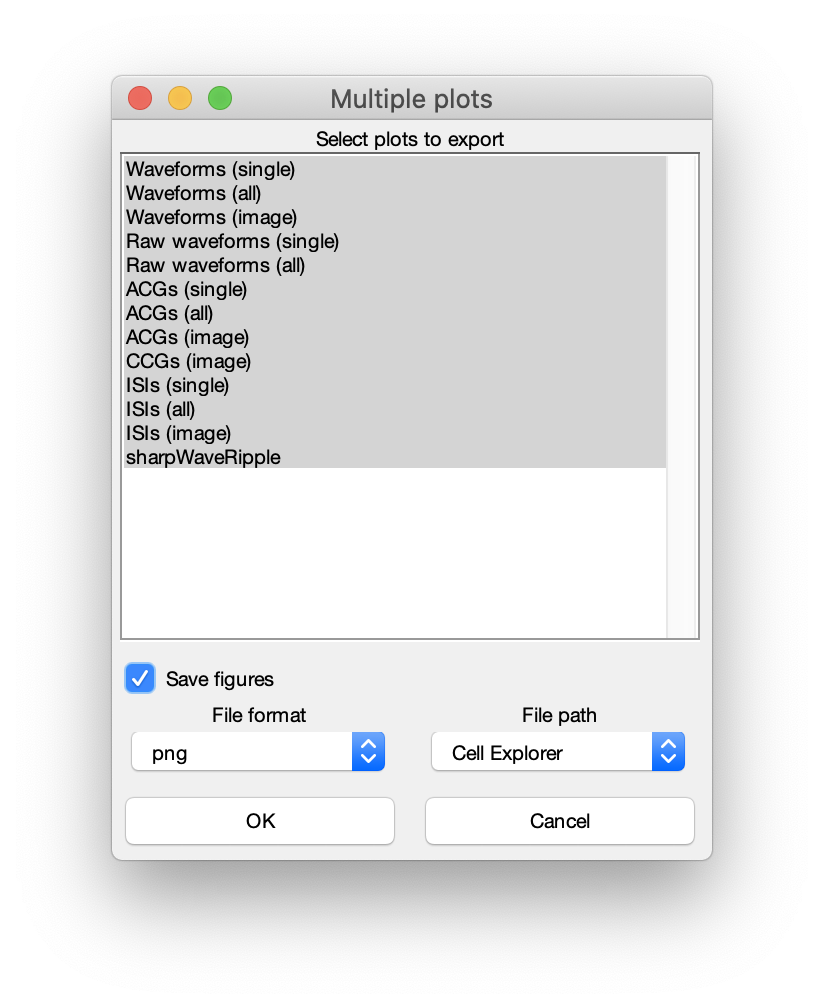 Multiple plots
Select plots to export
Waveforms (single)
Waveforms (all)
Waveforms (image)
Raw waveforms (single)
Raw waveforms (all)
ACGs (single)
ACGs (all)
ACGs (image)
CCGs (image)
ISIs (single)
ISIs (all)
ISIs (image)
sharpWaveRipple
Save figures
File format File path
png Cell Explorer
OK Cancel